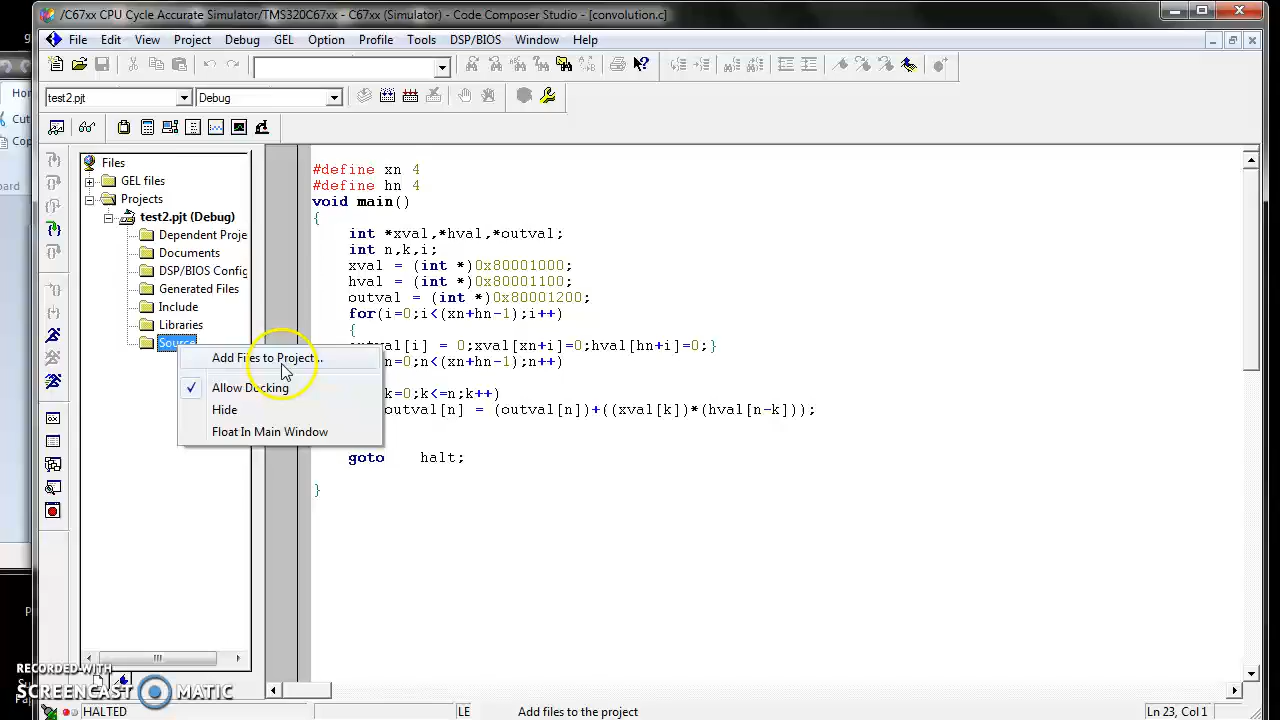 /C67xx CPU Cycle Accurate Simulator/TMS320C67xx - C67xx (Simulator) - Code Composer Studio - [convolution.c]
File Edit View Project Debug GEL Option Profile Tools DSP/BIOS Window Help
test2.pjt Debug
Files
GEL files
Projects
test2.pjt (Debug)
Dependent Proje
Documents
DSP/BIOS Config
Generated Files
Include
Libraries
Source
Add Files to Project...
Allow Docking
Hide
Float In Main Window
#define xn 4
#define hn 4
void main()
{
int *xval,*hval,*outval;
int n,k,i;
xval = (int *)0x80001000;
hval = (int *)0x80001100;
outval = (int *)0x80001200;
for(i=0;i<(xn+hn-1);i++)
{
outval[i] = 0;xval[xn+i]=0;hval[hn+i]=0;}
n=0;n<(xn+hn-1);n++)
k=0;k<=n;k++)
outval[n] = (outval[n])+((xval[k])*(hval[n-k]));
goto halt;
}
Cut
Cop
RECORDED WITH
SCREENCAST MATIC
HALTED LE Add files to the project Ln 23, Col 1